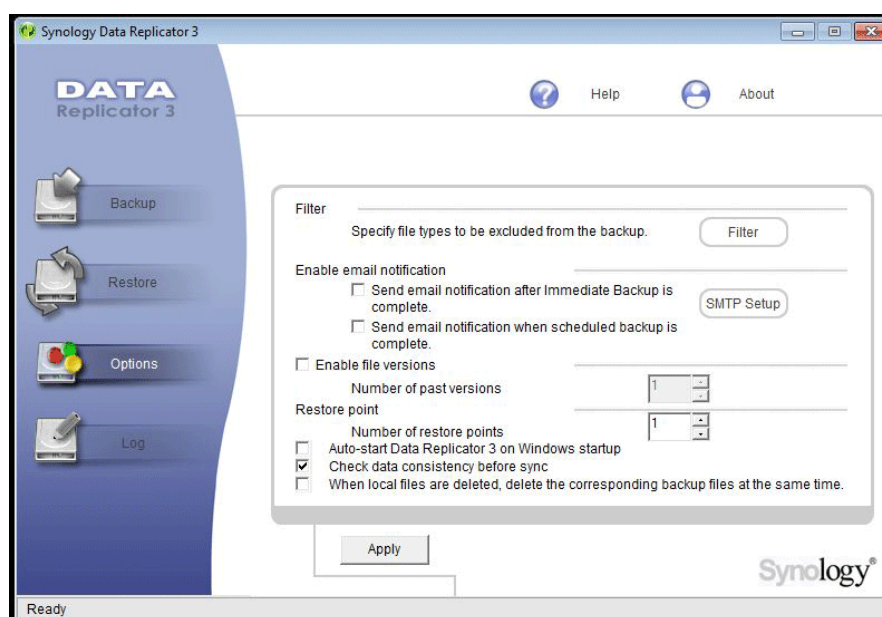 Synology Data Replicator 3
DATA
Replicator 3
Help
About
Backup
Restore
Options
Log
Filter
Specify file types to be excluded from the backup.
Filter
Enable email notification
Send email notification after Immediate Backup is
complete.
SMTP Setup
Send email notification when scheduled backup is
complete.
Enable file versions
Number of past versions
1
Restore point
Number of restore points
1
Auto-start Data Replicator 3 on Windows startup
Check data consistency before sync
When local files are deleted, delete the corresponding backup files at the same time.
Apply
Synology®
Ready